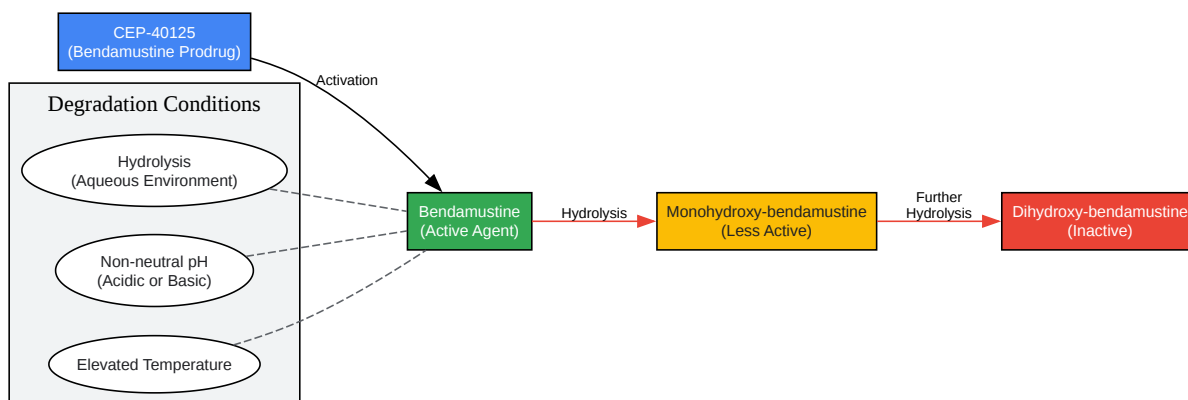 CEP-40125
(Bendamustine Prodrug)
Activation
Degradation Conditions
Hydrolysis
(Aqueous Environment)
Non-neutral pH
(Acidic or Basic)
Elevated Temperature
Bendamustine
(Active Agent)
Hydrolysis
Monohydroxy-bendamustine
(Less Active)
Further
Hydrolysis
Dihydroxy-bendamustine
(Inactive)